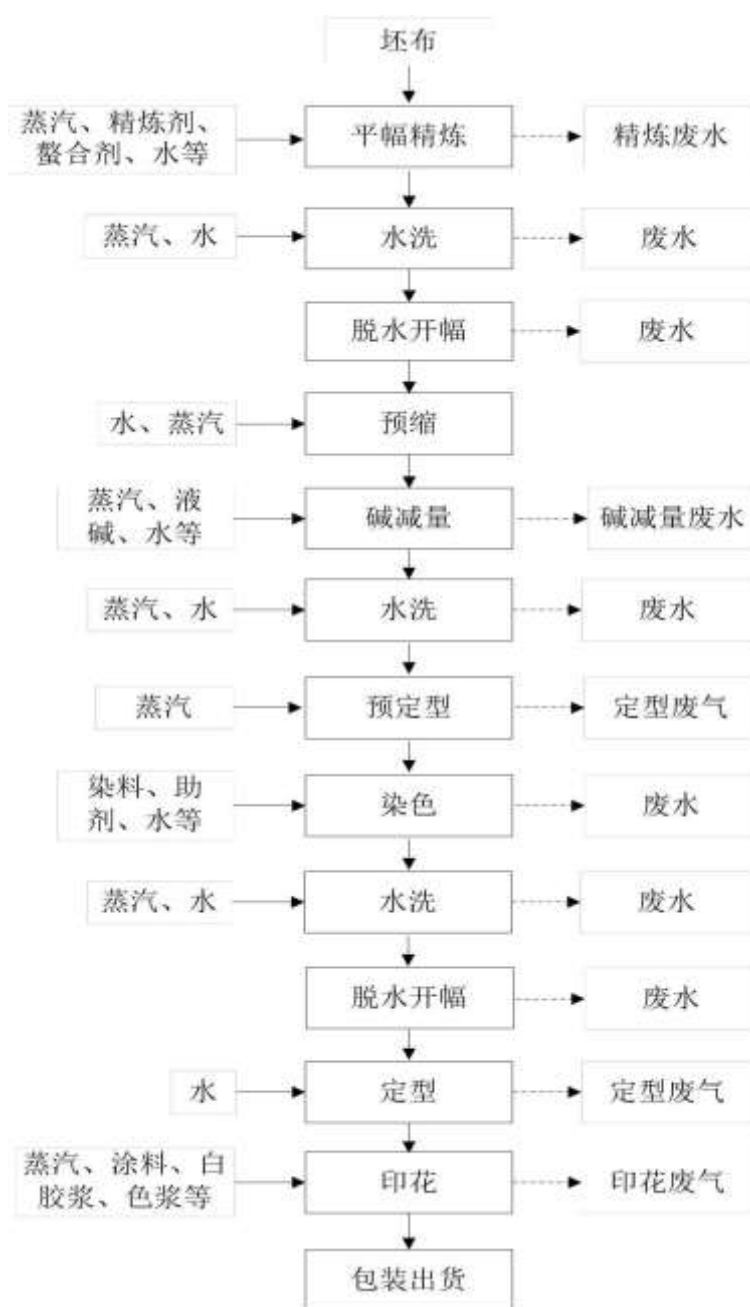 坯布
蒸汽、精炼剂、
螯合剂、水等
平幅精炼
精炼废水
蒸汽、水
水洗
废水
脱水开幅
废水
水、蒸汽
预缩
蒸汽、液
碱、水等
碱减量
碱减量废水
蒸汽、水
水洗
废水
蒸汽
预定型
定型废气
染料、助
剂、水等
染色
废水
蒸汽、水
水洗
废水
脱水开幅
废水
水
定型
定型废气
蒸汽、涂料、白
胶浆、色浆等
印花
印花废气
包装出货